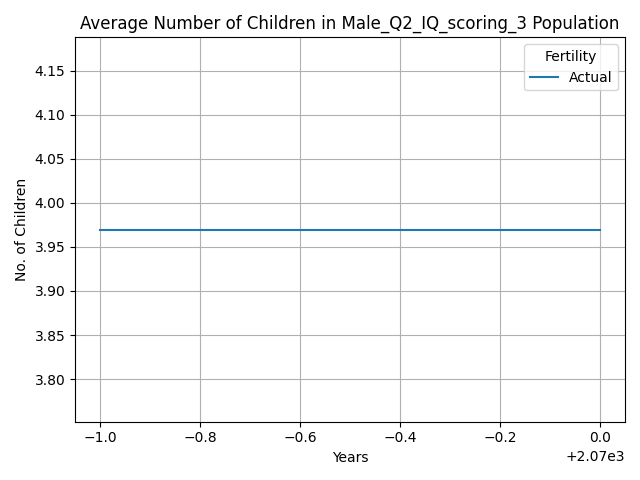 Average Number of Children in Male_Q2_IQ_scoring_3 Population
Fertility
Actual
No. of Children
4.15
4.10
4.05
4.00
3.95
3.90
3.85
3.80
−1.0 −0.8 −0.6 −0.4 −0.2 0.0
Years
+2.07e3